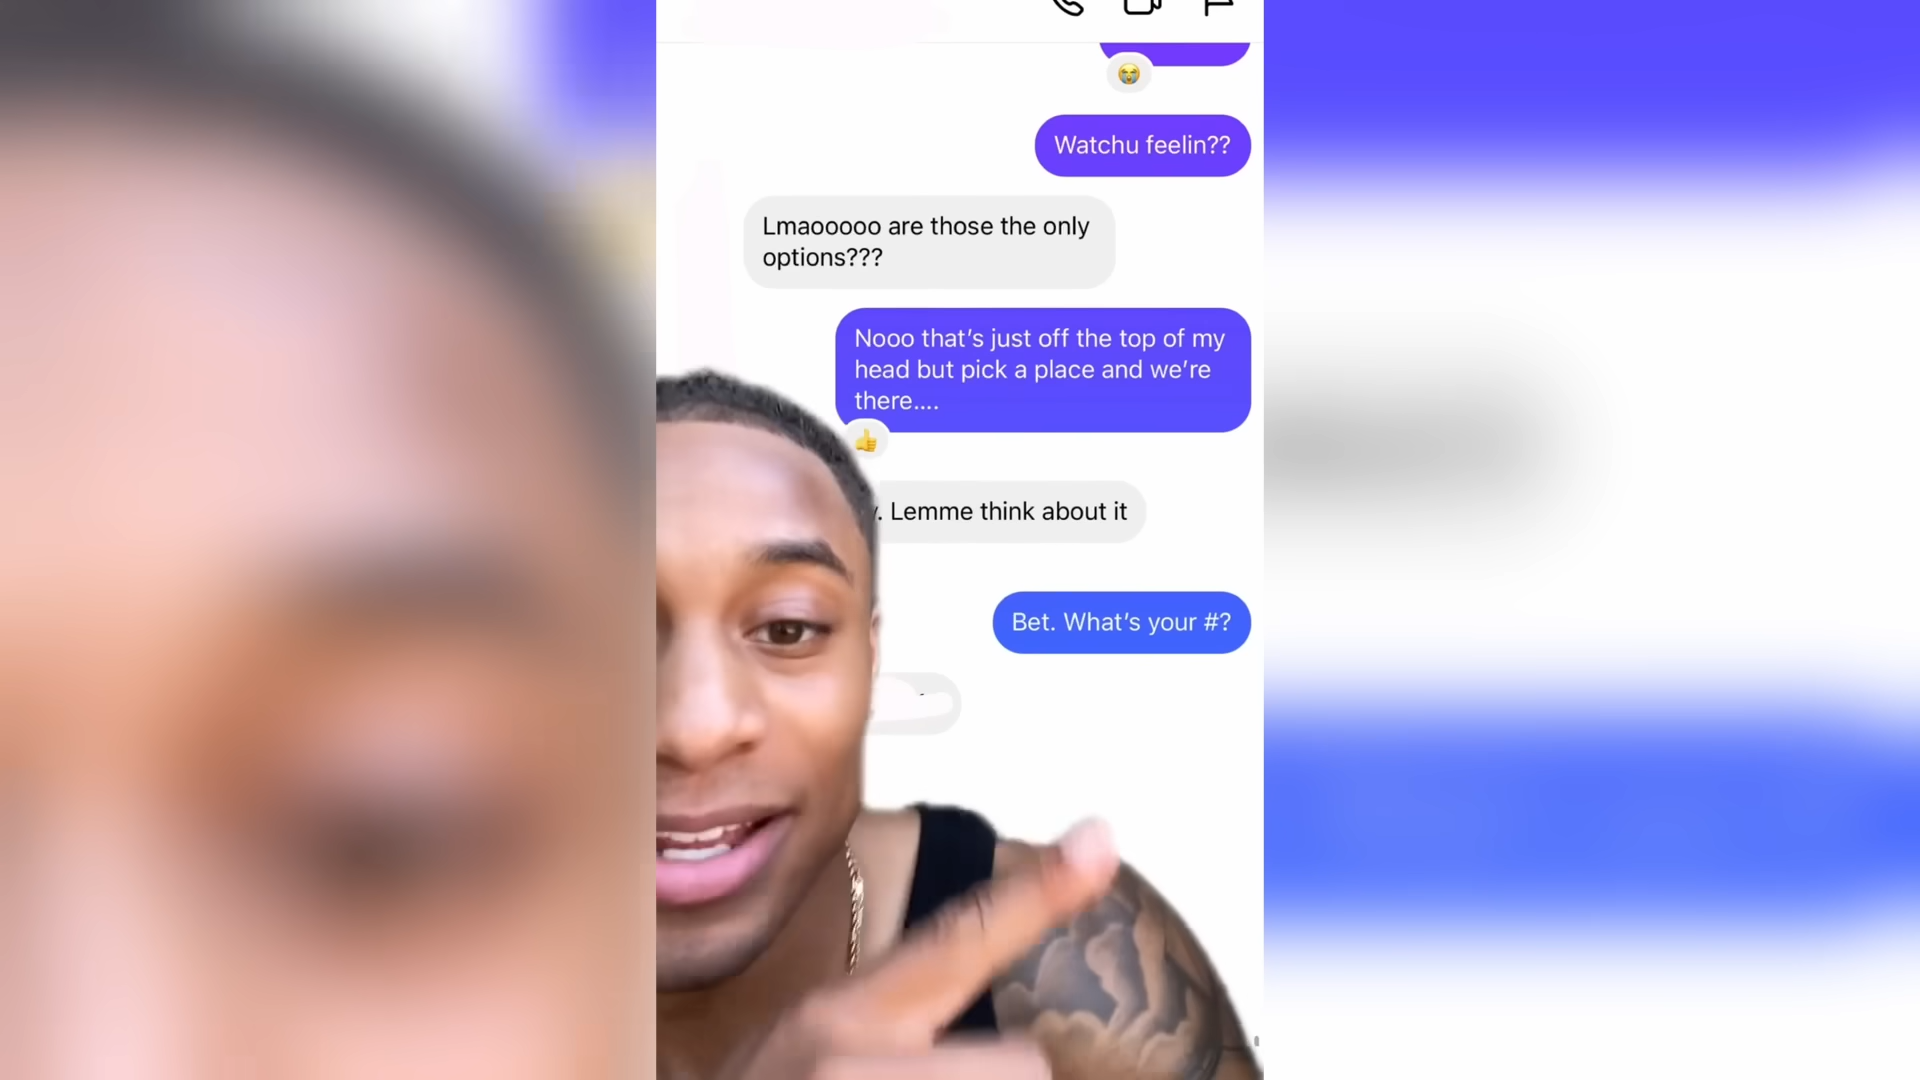 Watchu feelin??
Lmaooooo are those the only
options???
Nooo that's just off the top of my
head but pick a place and we're
there....
. Lemme think about it
Bet. What's your #?